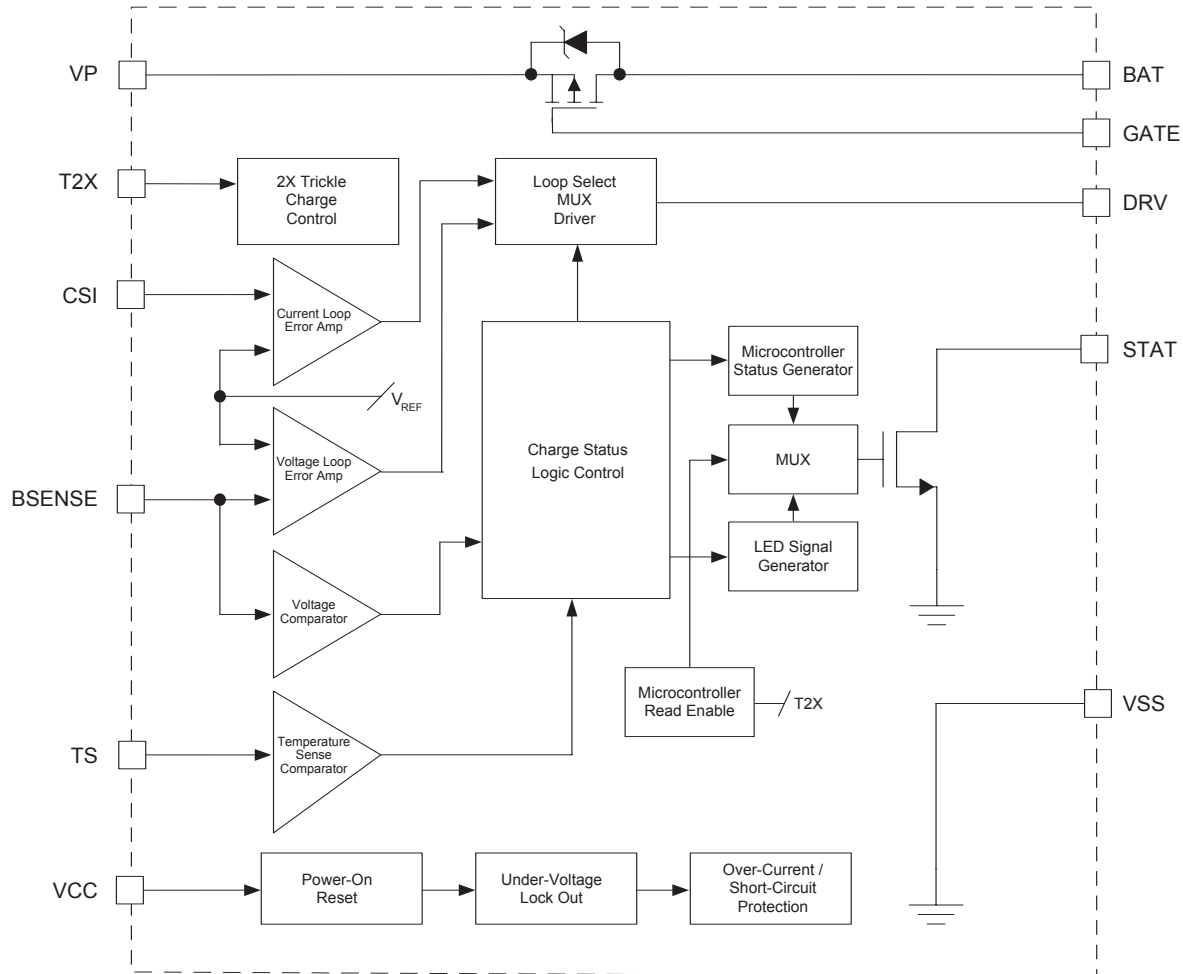 VP
BAT
GATE
T2X
2X Trickle
Charge
Control
Loop Select
MUX
Driver
DRV
CSI
Current Loop
Error Amp
VREF
Microcontroller
Status Generator
STAT
Voltage Loop
Error Amp
Charge Status
Logic Control
MUX
BSENSE
LED Signal
Generator
Voltage
Comparator
Microcontroller
Read Enable
T2X
VSS
TS
Temperature
Sense
Comparator
VCC
Power-On
Reset
Under-Voltage
Lock Out
Over-Current /
Short-Circuit
Protection